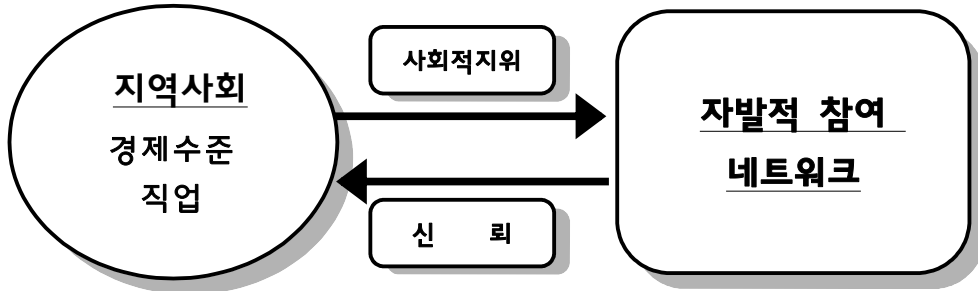 지역사회
경제수준
직업
사회적지위
신 뢰
자발적 참여
네트워크